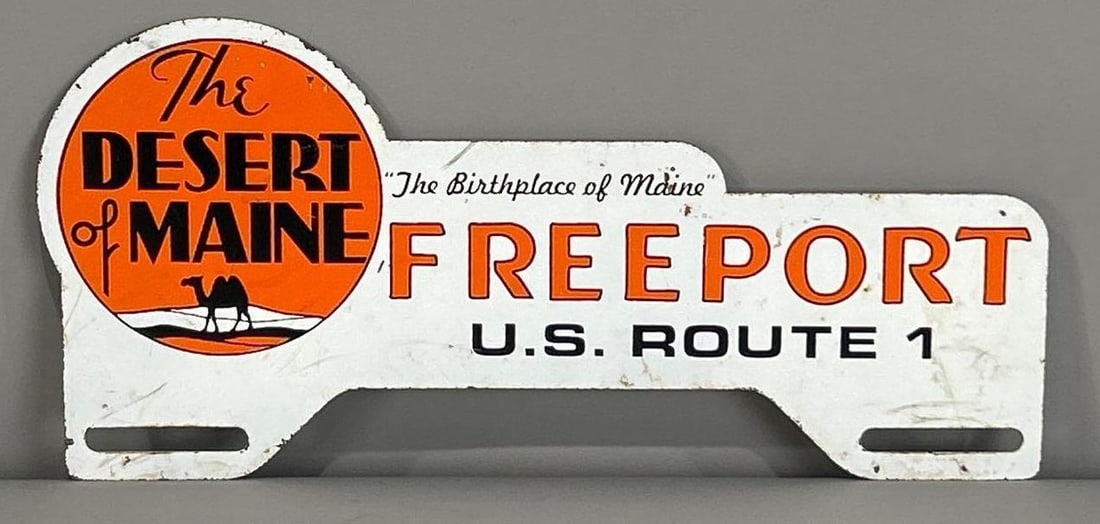 The
DESERT
of MAINE
"The Birthplace of Maine"
FREEPORT
U.S. ROUTE 1